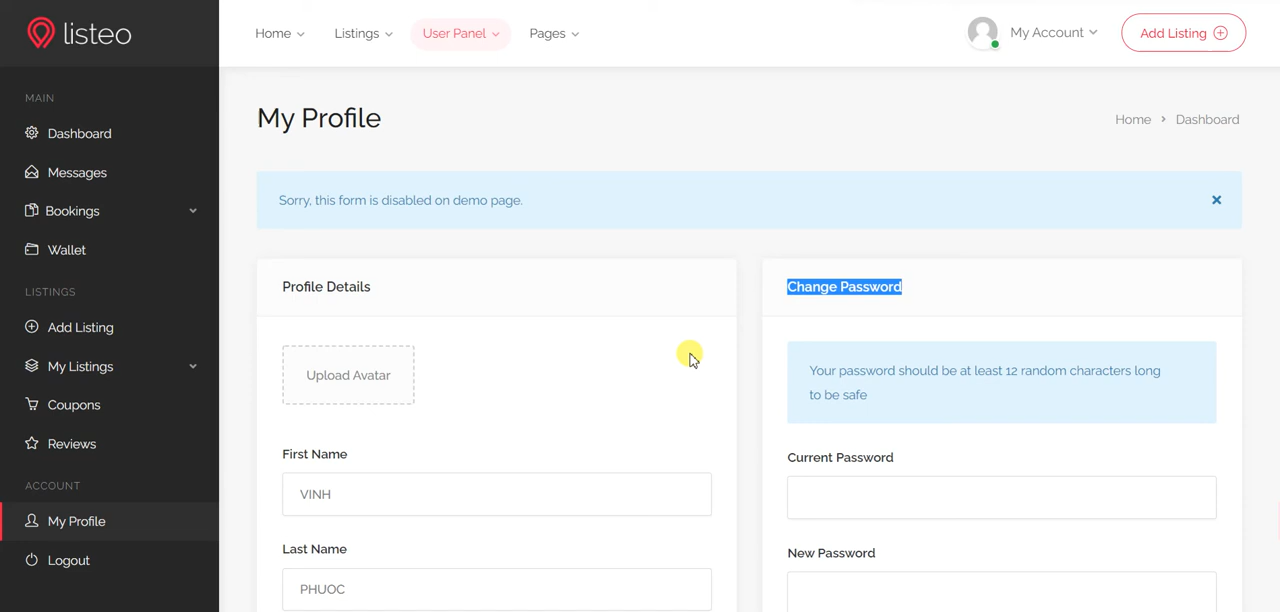 listeo
Home
Listings
User Panel
Pages
My Account
Add Listing
MAIN
Dashboard
Messages
Bookings
Wallet
LISTINGS
Add Listing
My Listings
Coupons
Reviews
ACCOUNT
My Profile
Logout
My Profile
Home > Dashboard
Sorry, this form is disabled on demo page.
Profile Details
Upload Avatar
First Name
VINH
Last Name
PHUOC
Change Password
Your password should be at least 12 random characters long
to be safe
Current Password
New Password